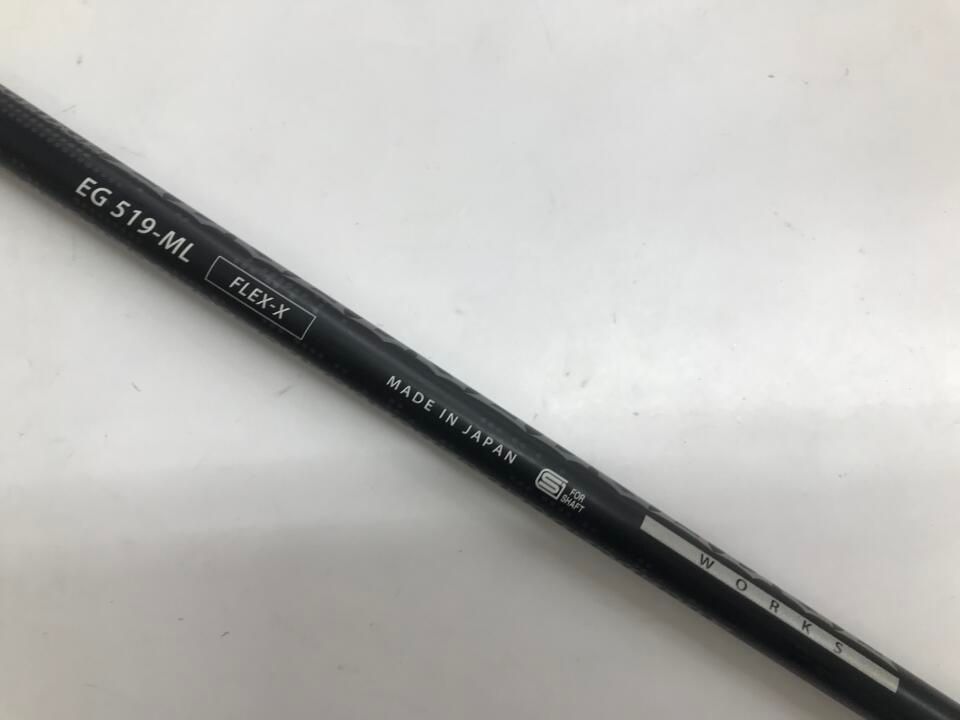 EG 519-ML
FLEX-X
MADE IN JAPAN
S
FOR
SHAFT
WORKS